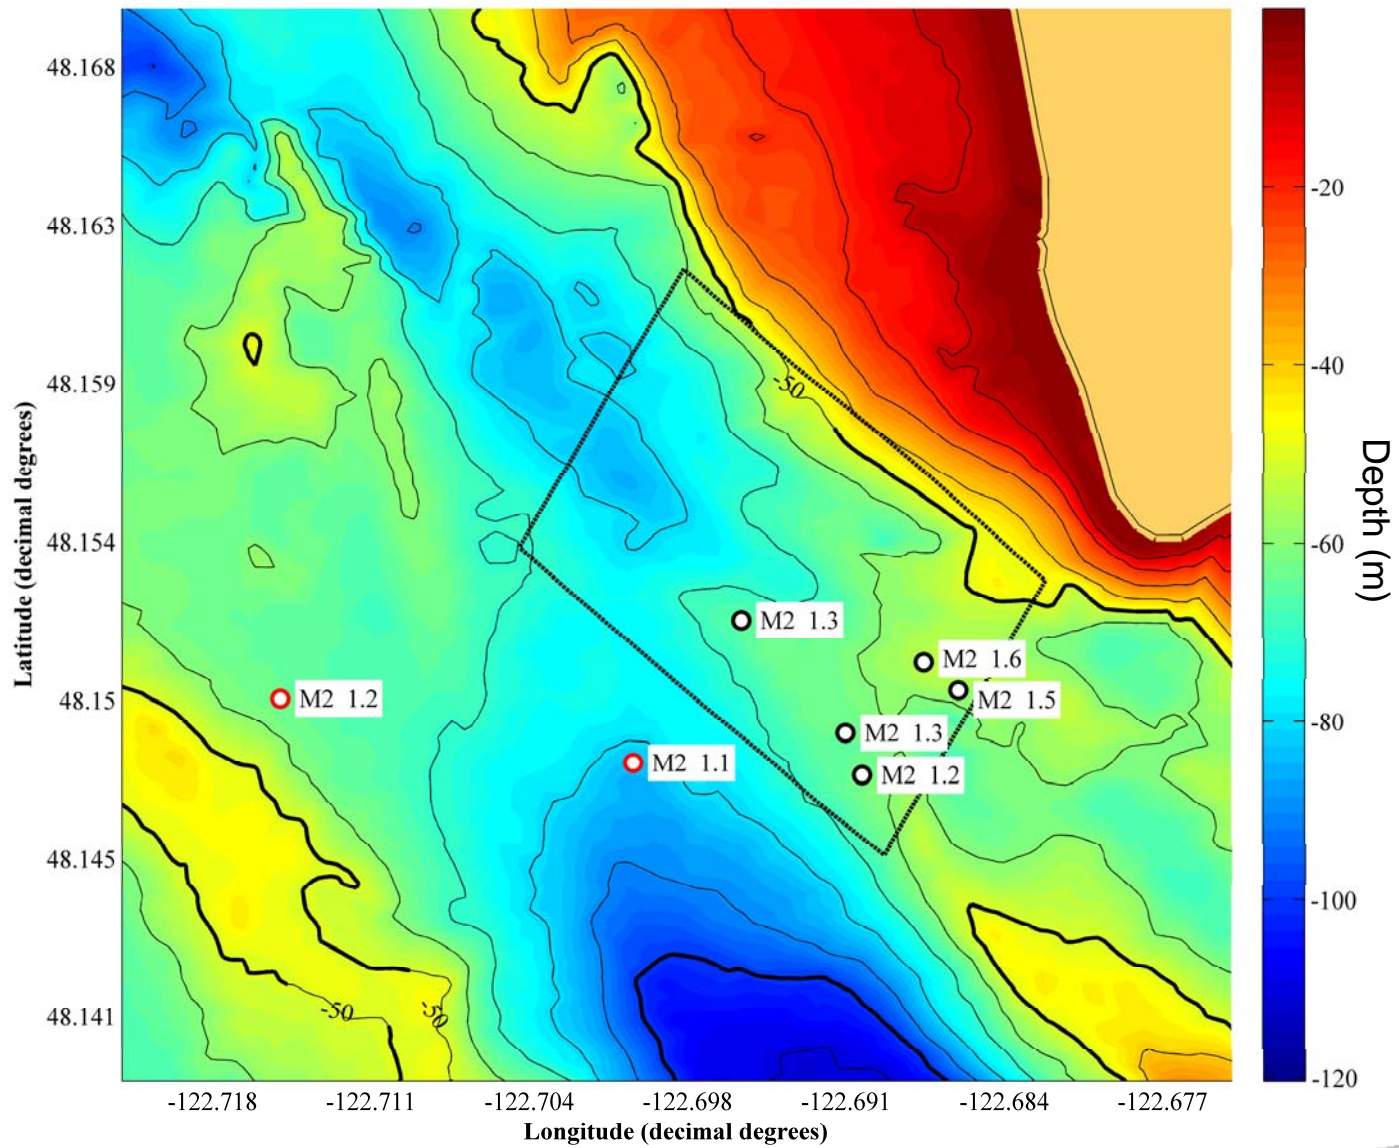 48.168
48.163
48.159
48.154
48.15
48.145
48.141
Latitude (decimal degrees)
-50
M2 1.3
M2 1.6
M2 1.5
M2 1.2
M2 1.3
M2 1.1
M2 1.2
-50
-50
-122.718
-122.711
-122.704
-122.698
-122.691
-122.684
-122.677
Longitude (decimal degrees)
-20
-40
-60
-80
-100
-120
Depth (m)